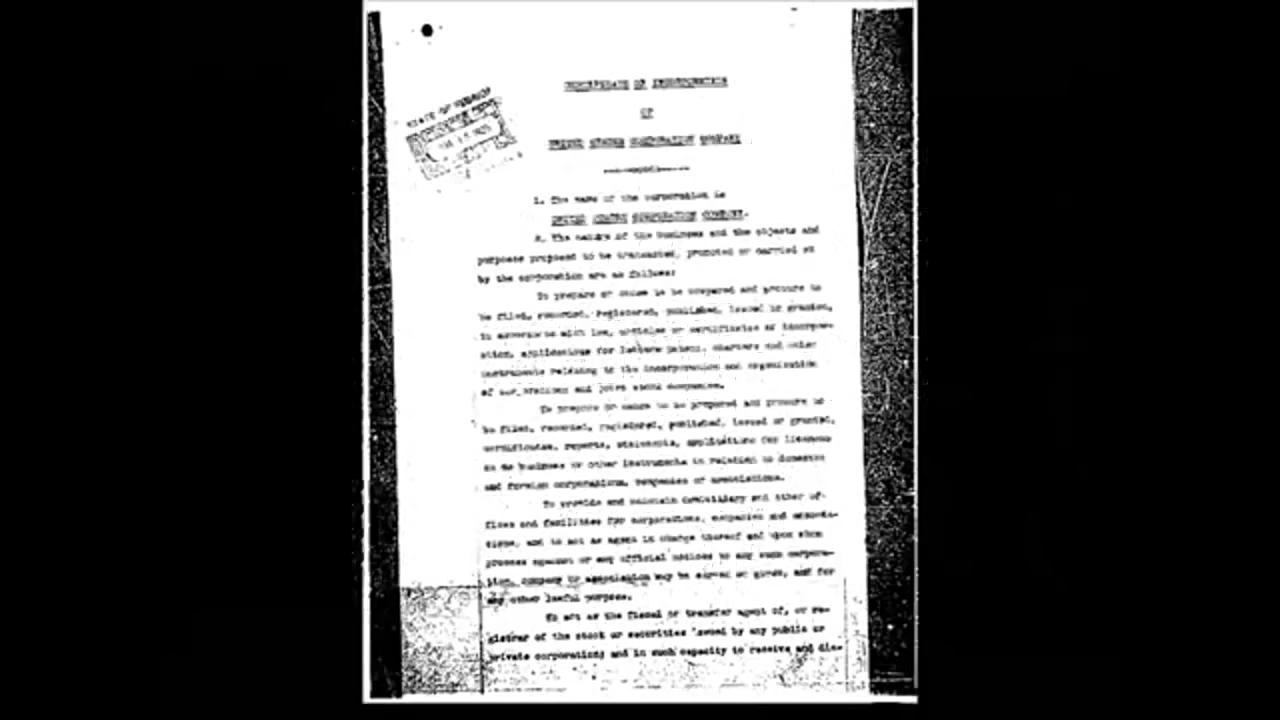 CERTIFICATE OF INCORPORATION
OF
UNITED STATES CORPORATION COMPANY
1. The name of the corporation is
UNITED STATES CORPORATION COMPANY.
2. The nature of the business and the objects and
purposes proposed to be transacted, promoted or carried on
by the corporation are as follows:
To prepare or cause to be prepared and procure to
be filed, recorded, registered, published, issued or granted,
in accordance with law, articles or certificates of incorpor-
ation, applications for letters patent, charters and other
instruments relating to the incorporation and organization
of corporations and joint stock companies.
To prepare or cause to be prepared and procure to
be filed, recorded, registered, published, issued or granted,
certificates, reports, statements, applications for licenses
to do business or other instruments in relation to domestic
and foreign corporations, companies or associations.
To provide and maintain domiciliary and other of-
fices and facilities for corporations, companies and associa-
tions, and to act as agent in charge thereof and upon whom
process against or any official notices to any such corpora-
tion, company or association may be served or given, and for
any other lawful purpose.
To act as the fiscal or transfer agent of, or re-
gistrar of the stock or securities issued by any public or
private corporation; and in such capacity to receive and dis-